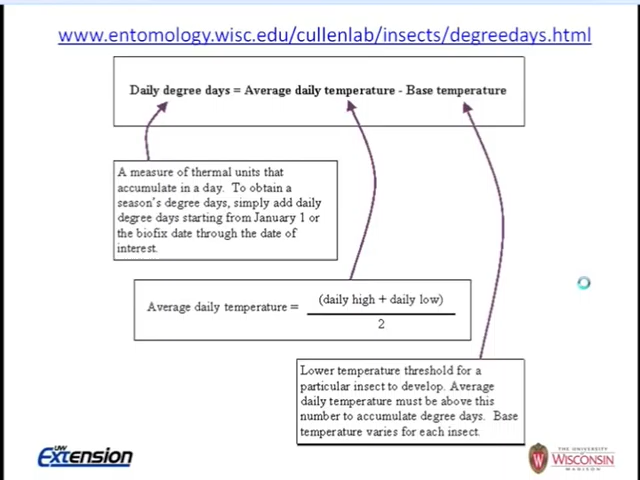 www.entomology.wisc.edu/cullenlab/insects/degreedays.html
Daily degree days = Average daily temperature - Base temperature
A measure of thermal units that
accumulate in a day. To obtain a
season's degree days, simply add daily
degree days starting from January 1 or
the biofix date through the date of
interest.
Average daily temperature =
(daily high + daily low)
2
Lower temperature threshold for a
particular insect to develop. Average
daily temperature must be above this
number to accumulate degree days. Base
temperature varies for each insect.
UW
Extension
THE UNIVERSITY
of
WISCONSIN
MADISON